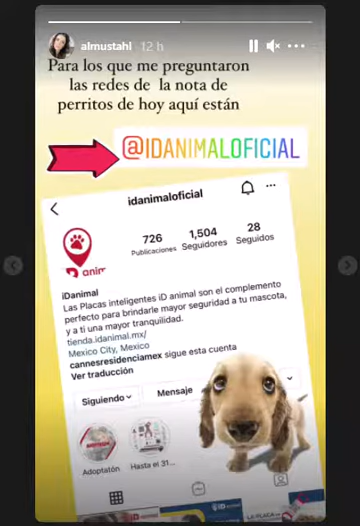 almustahl 12 h
Para los que me preguntaron
las redes de la nota de
perritos de hoy aquí están
@IDANIMALOFICIAL
idanimaloficial
726 1,504 28
Publicaciones Seguidores Seguidos
iDanimal
Las Placas inteligentes iD animal son el complemento
perfecto para brindarle mayor seguridad a tu mascota,
y a ti una mayor tranquilidad.
tienda.idanimal.mx/
Mexico City, Mexico
cannesresidenciamex sigue esta cuenta
Ver traducción
Siguiendo Mensaje
Adoptatón Hasta el 31...